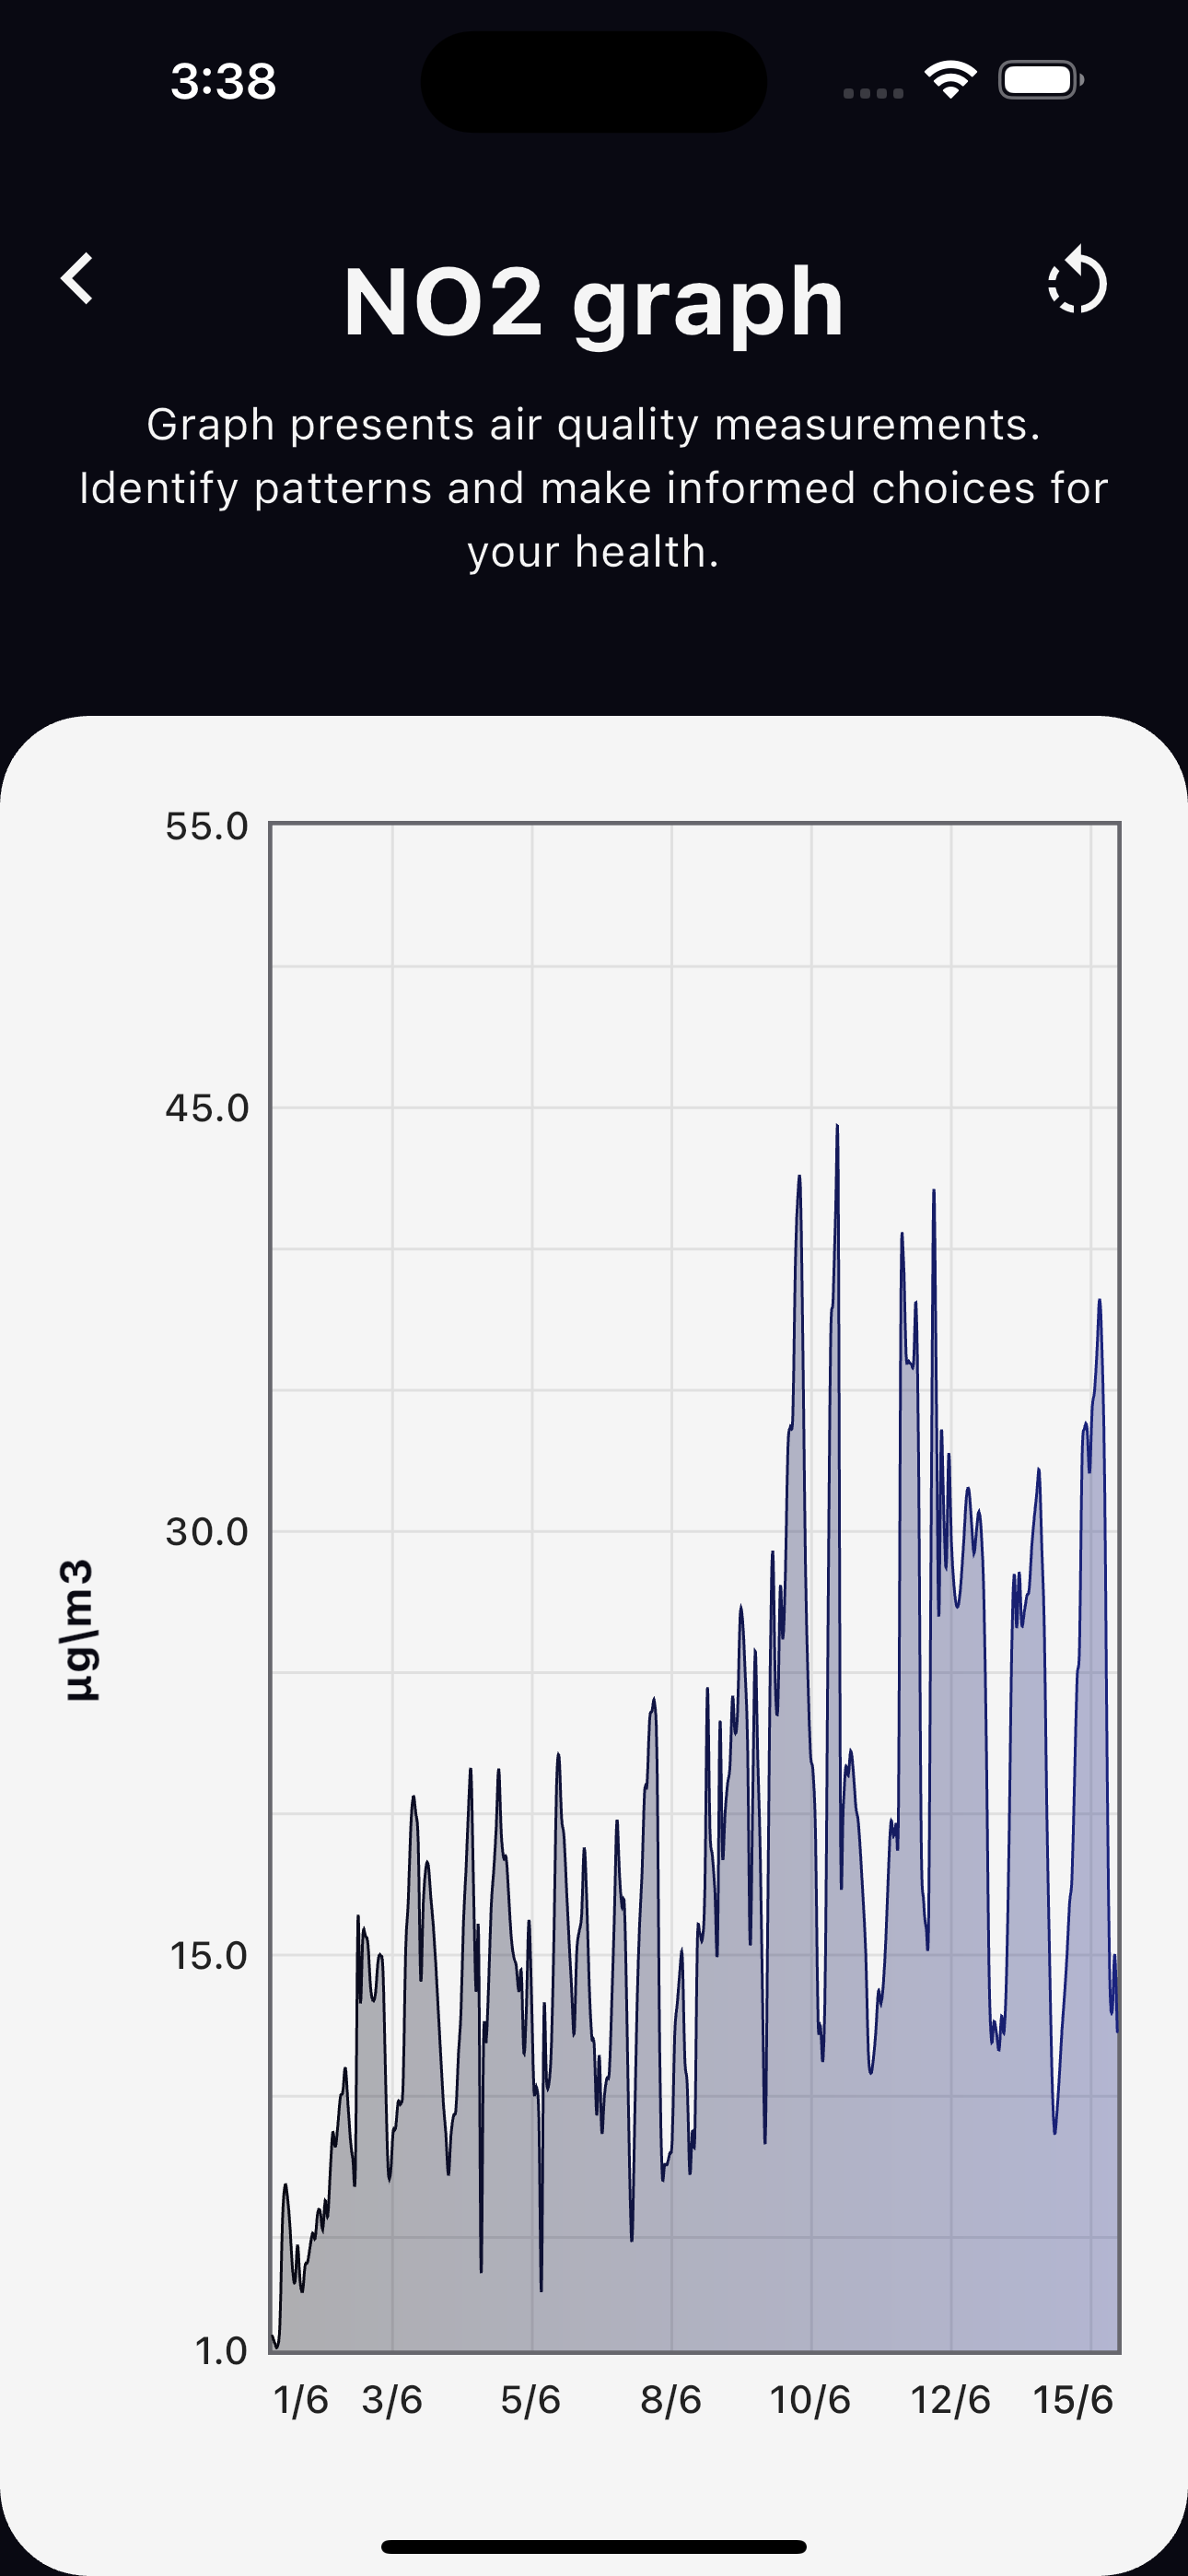 3:38
NO2 graph
Graph presents air quality measurements.
Identify patterns and make informed choices for
your health.
55.0
45.0
30.0
µg\m3
15.0
1.0
1/6 3/6 5/6 8/6 10/6 12/6 15/6